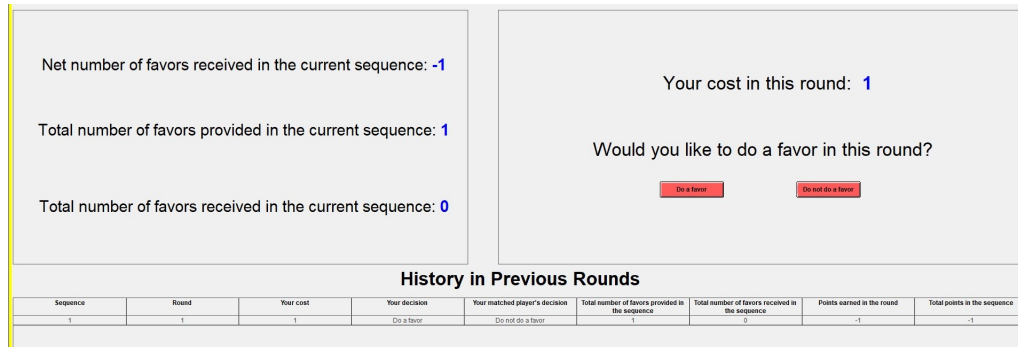 Net number of favors received in the current sequence: -1
Total number of favors provided in the current sequence: 1
Total number of favors received in the current sequence: 0
Your cost in this round: 1
Would you like to do a favor in this round?
Do a favor
Do not do a favor
History in Previous Rounds
Sequence Round Your cost Your decision Your matched player's decision Total number of favors provided in the sequence Total number of favors received in the sequence Points earned in the round Total points in the sequence
1 1 1 Do a favor Do not do a favor 1 0 -1 -1